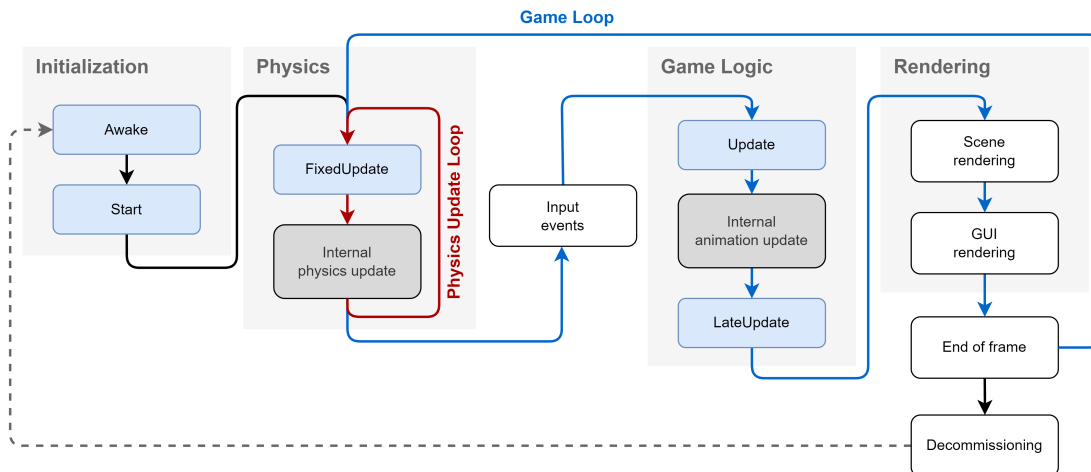 Game Loop
Initialization
Awake
Start
Physics
FixedUpdate
Internal
physics update
Physics Update Loop
Input
events
Game Logic
Update
Internal
animation update
LateUpdate
Rendering
Scene
rendering
GUI
rendering
End of frame
Decommissioning